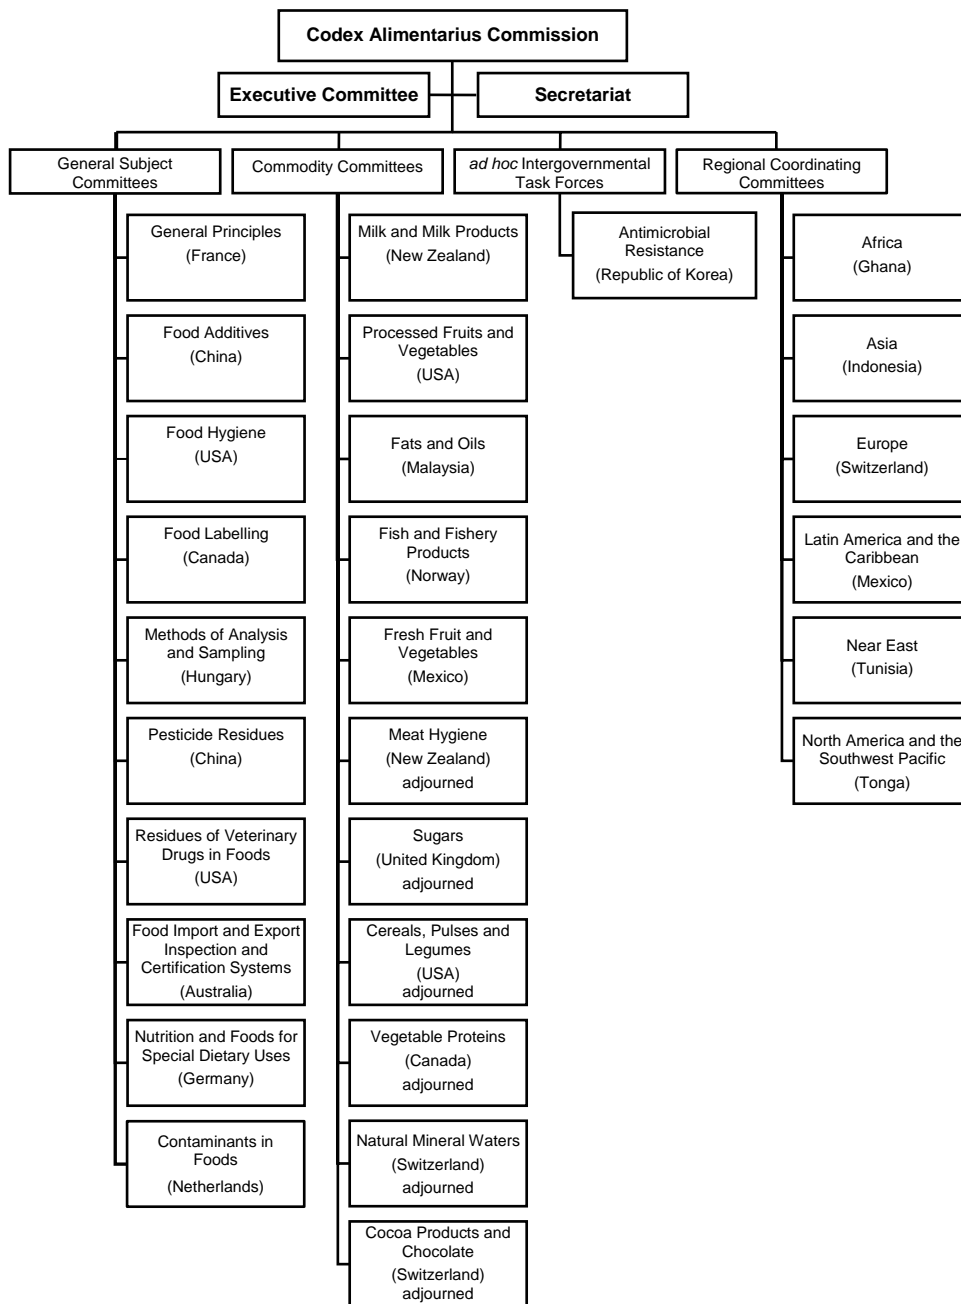 Codex Alimentarius Commission
Executive Committee
Secretariat
General Subject
Committees
Commodity Committees
ad hoc Intergovernmental
Task Forces
Regional Coordinating
Committees
General Principles
(France)
Food Additives
(China)
Food Hygiene
(USA)
Food Labelling
(Canada)
Methods of Analysis
and Sampling
(Hungary)
Pesticide Residues
(China)
Residues of Veterinary
Drugs in Foods
(USA)
Food Import and Export
Inspection and
Certification Systems
(Australia)
Nutrition and Foods for
Special Dietary Uses
(Germany)
Contaminants in
Foods
(Netherlands)
Milk and Milk Products
(New Zealand)
Processed Fruits and
Vegetables
(USA)
Fats and Oils
(Malaysia)
Fish and Fishery
Products
(Norway)
Fresh Fruit and
Vegetables
(Mexico)
Meat Hygiene
(New Zealand)
adjourned
Sugars
(United Kingdom)
adjourned
Cereals, Pulses and
Legumes
(USA)
adjourned
Vegetable Proteins
(Canada)
adjourned
Natural Mineral Waters
(Switzerland)
adjourned
Cocoa Products and
Chocolate
(Switzerland)
adjourned
Antimicrobial
Resistance
(Republic of Korea)
Africa
(Ghana)
Asia
(Indonesia)
Europe
(Switzerland)
Latin America and the
Caribbean
(Mexico)
Near East
(Tunisia)
North America and the
Southwest Pacific
(Tonga)